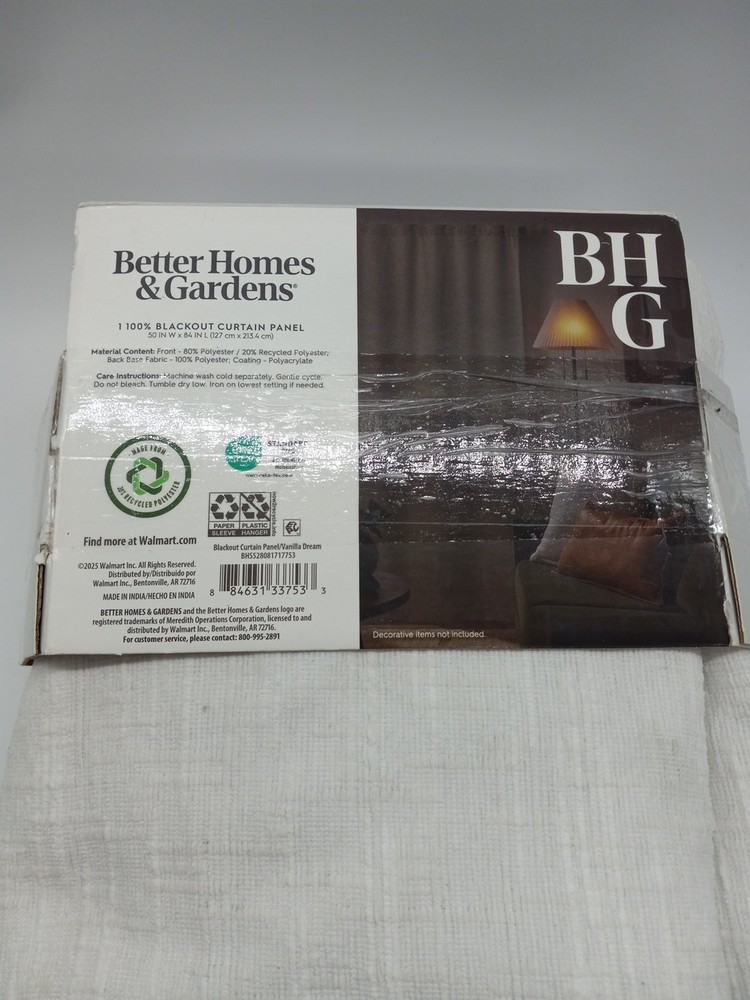 Better Homes
& Gardens®
1 100% BLACKOUT CURTAIN PANEL
50 IN W x 84 IN L (127 cm x 213.4 cm)
Material Content: Front - 80% Polyester / 20% Recycled Polyester;
Back Base Fabric - 100% Polyester; Coating - Polyacrylate
Care Instructions: Machine wash cold separately. Gentle cycle.
Do not bleach. Tumble dry low. Iron on lowest setting if needed.
MADE FROM
RECYCLED POLYESTER
STANDARD
PAPER
SLEEVE
PLASTIC
HANGER
how2recycle.info
Find more at Walmart.com
Blackout Curtain Panel/Vanilla Dream
BH5528081717753
©2025 Walmart Inc. All Rights Reserved.
Distributed by/Distribuido por
Walmart Inc., Bentonville, AR 72716
MADE IN INDIA/HECHO EN INDIA
8 84631 33753 3
BETTER HOMES & GARDENS and the Better Homes & Gardens logo are
registered trademarks of Meredith Operations Corporation, licensed to and
distributed by Walmart Inc., Bentonville, AR 72716.
For customer service, please contact: 800-995-2891
BH
G
Decorative items not included.